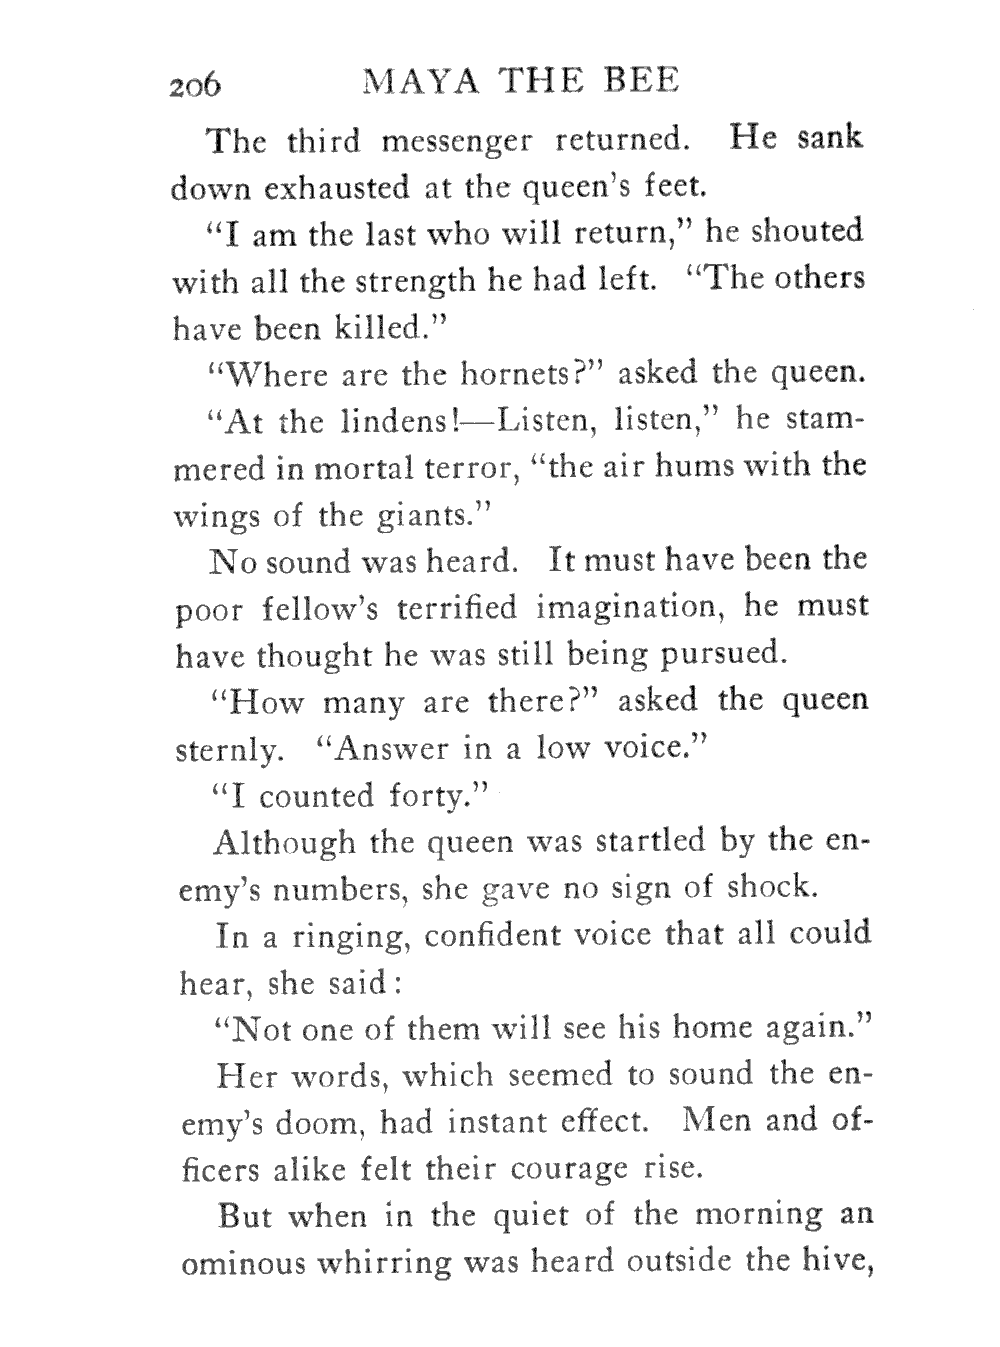 206 MAYA THE BEE
The third messenger returned. He sank
down exhausted at the queen's feet.
“I am the last who will return,” he shouted
with all the strength he had left. “The others
have been killed.”
“Where are the hornets?” asked the queen.
“At the lindens!—Listen, listen,” he stam-
mered in mortal terror, “the air hums with the
wings of the giants.”
No sound was heard. It must have been the
poor fellow's terrified imagination, he must
have thought he was still being pursued.
“How many are there?” asked the queen
sternly. “Answer in a low voice.”
“I counted forty.”
Although the queen was startled by the en-
emy's numbers, she gave no sign of shock.
In a ringing, confident voice that all could
hear, she said:
“Not one of them will see his home again.”
Her words, which seemed to sound the en-
emy's doom, had instant effect. Men and of-
ficers alike felt their courage rise.
But when in the quiet of the morning an
ominous whirring was heard outside the hive,